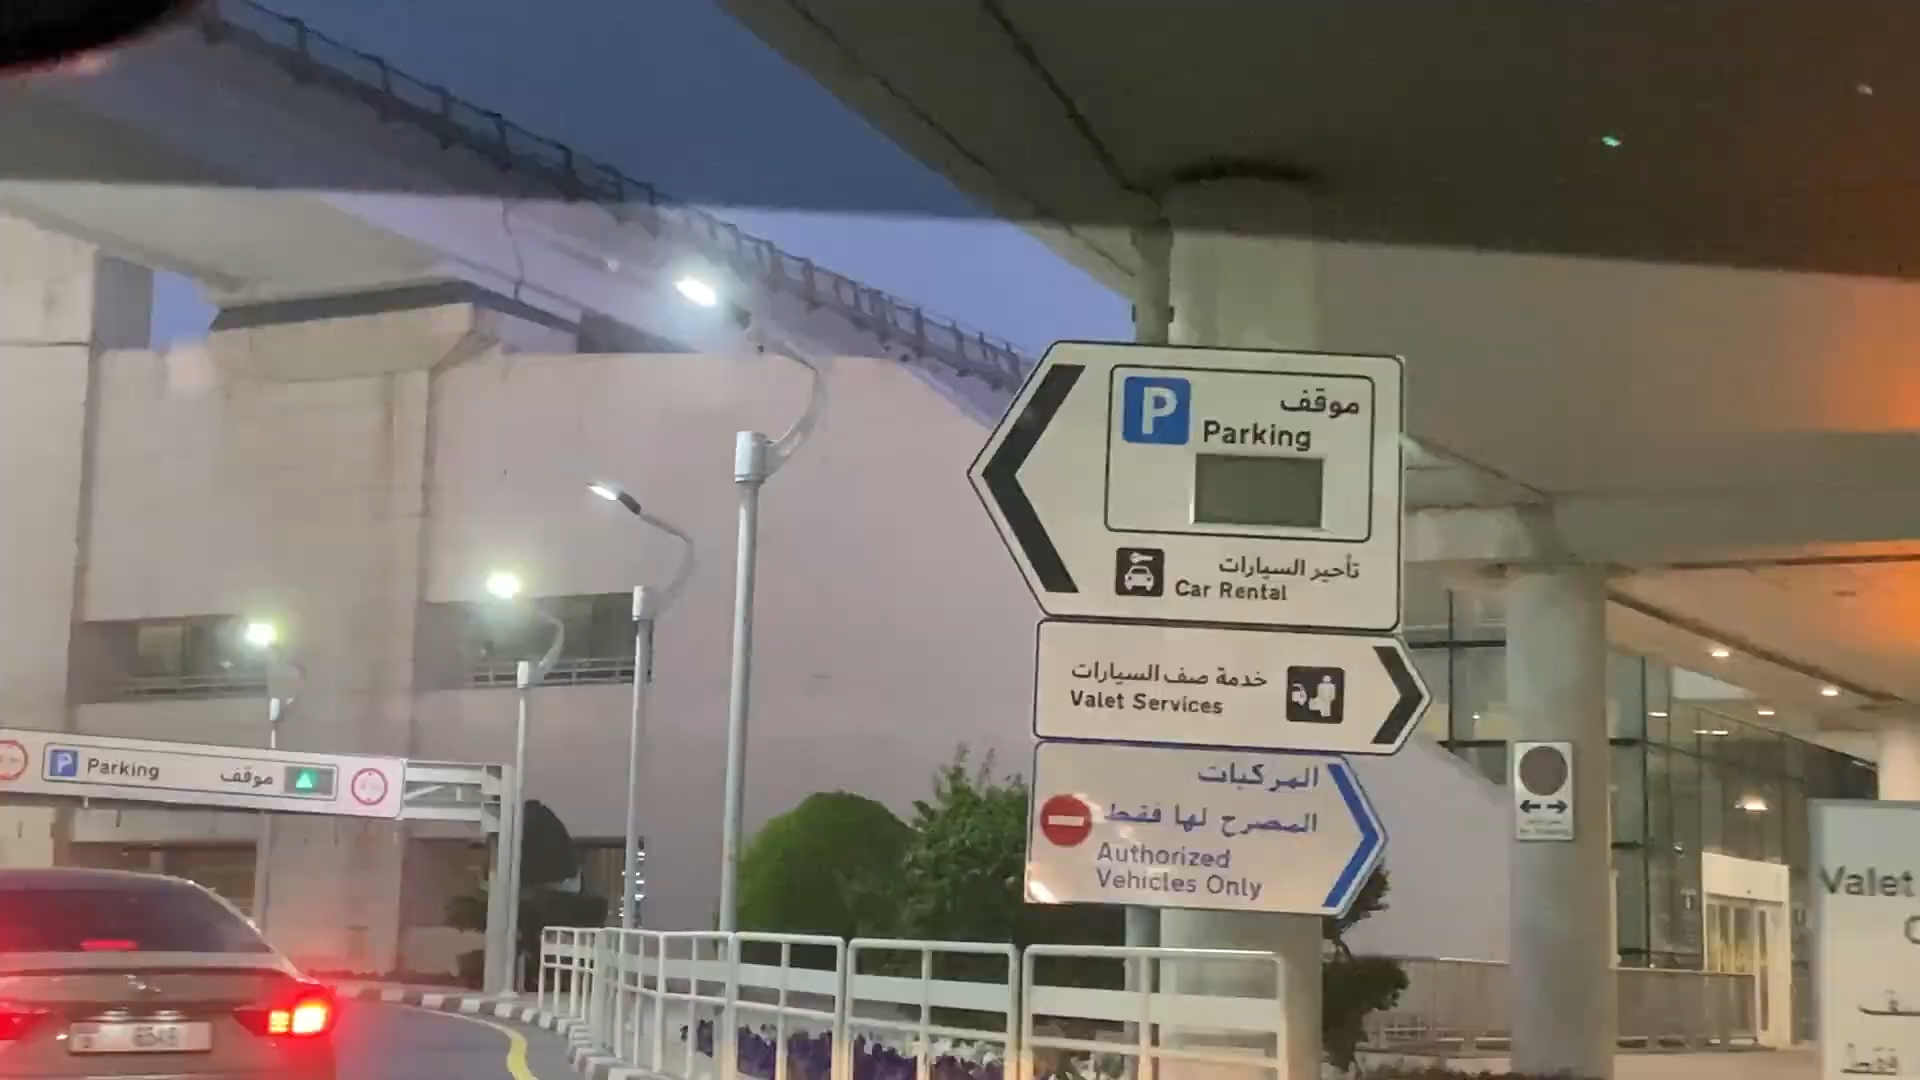 P
موقف
Parking
تأجير السيارات
Car Rental
خدمة صف السيارات
Valet Services
المركبات
المصرح لها فقط
Authorized
Vehicles Only
P Parking موقف
Valet
فقط